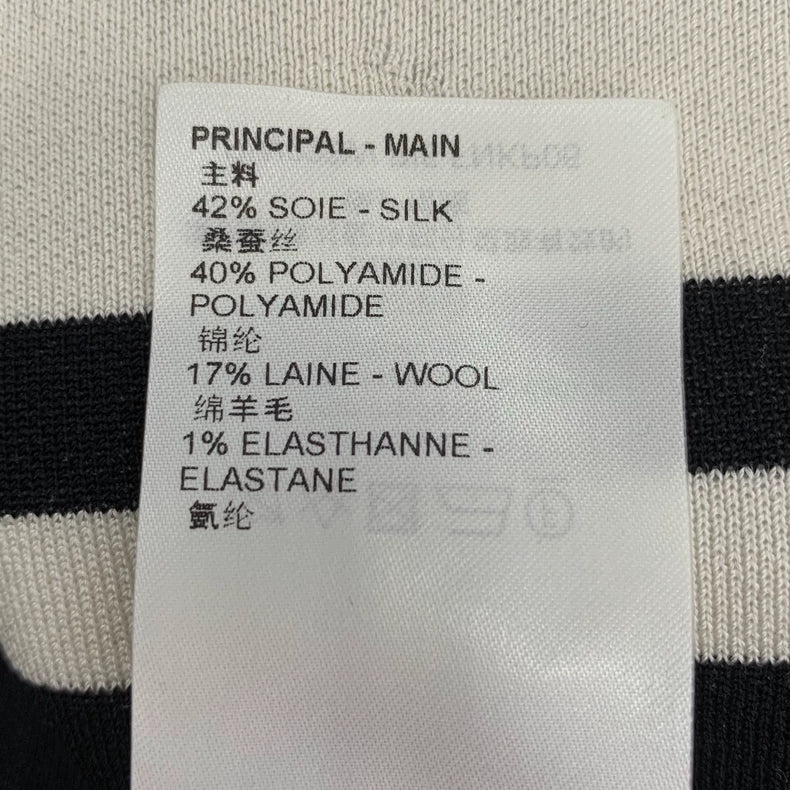 PRINCIPAL - MAIN
主料
42% SOIE - SILK
桑蚕丝
40% POLYAMIDE -
POLYAMIDE
锦纶
17% LAINE - WOOL
绵羊毛
1% ELASTHANNE -
ELASTANE
氨纶